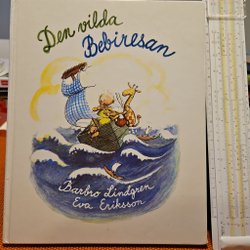 Den vilda
Bebiresan
Barbro Lindgren
Eva Eriksson